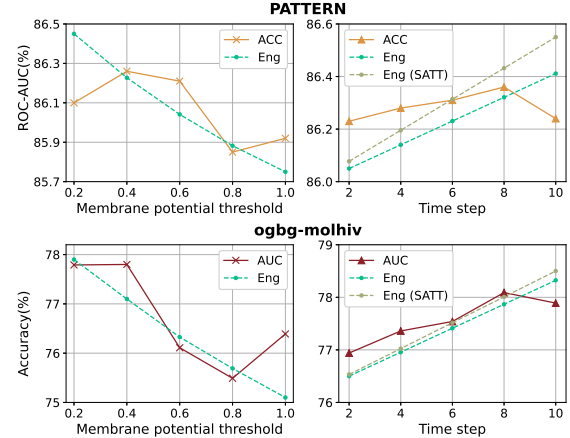 PATTERN
ROC-AUC(%)
86.5
86.3
86.1
85.9
85.7
ACC
Eng
0.2 0.4 0.6 0.8 1.0
Membrane potential threshold
86.6
86.4
86.2
86.0
ACC
Eng
Eng (SATT)
2 4 6 8 10
Time step
ogbg-molhiv
Accuracy(%)
78
77
76
75
AUC
Eng
0.2 0.4 0.6 0.8 1.0
Membrane potential threshold
79
78
77
76
AUC
Eng
Eng (SATT)
2 4 6 8 10
Time step